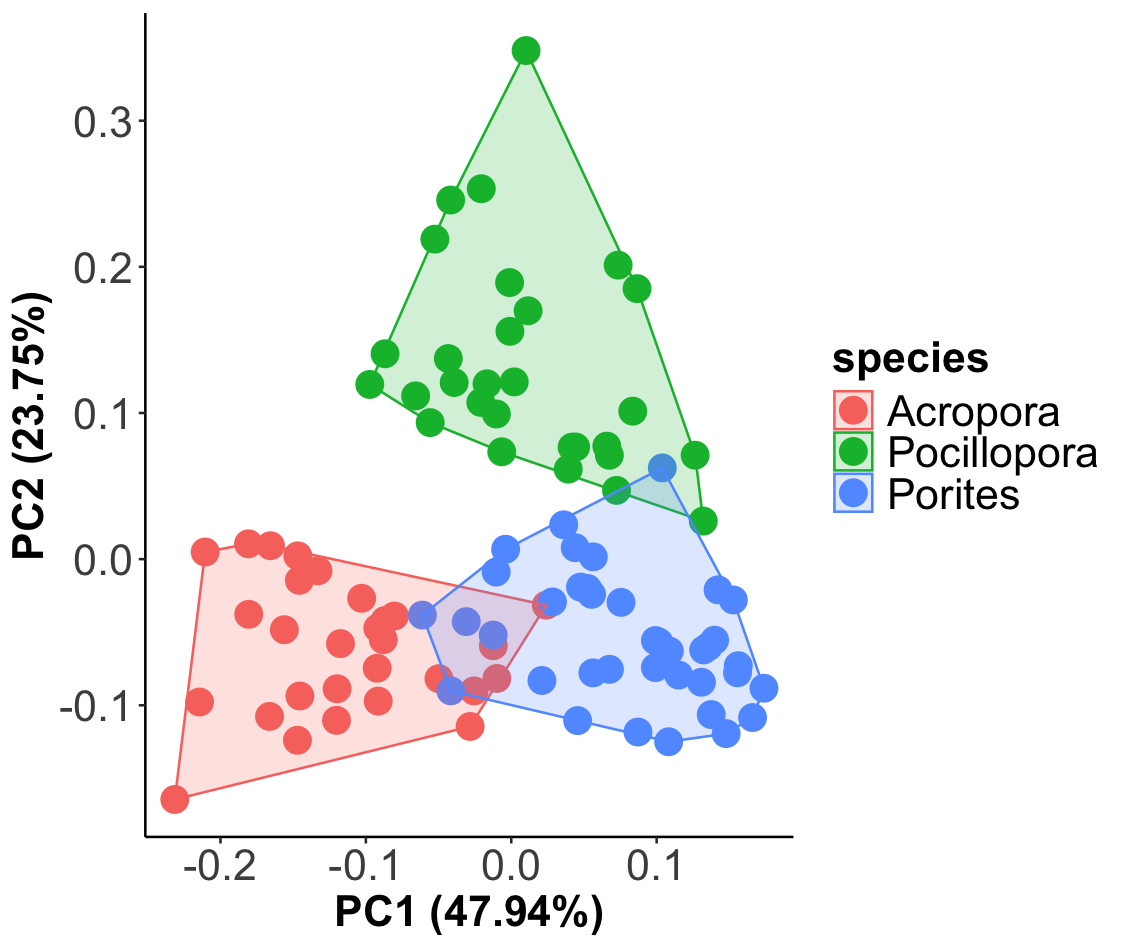 PC2 (23.75%)
0.3
0.2
0.1
0.0
-0.1
-0.2
-0.1
0.0
0.1
PC1 (47.94%)
species
Acropora
Pocillopora
Porites